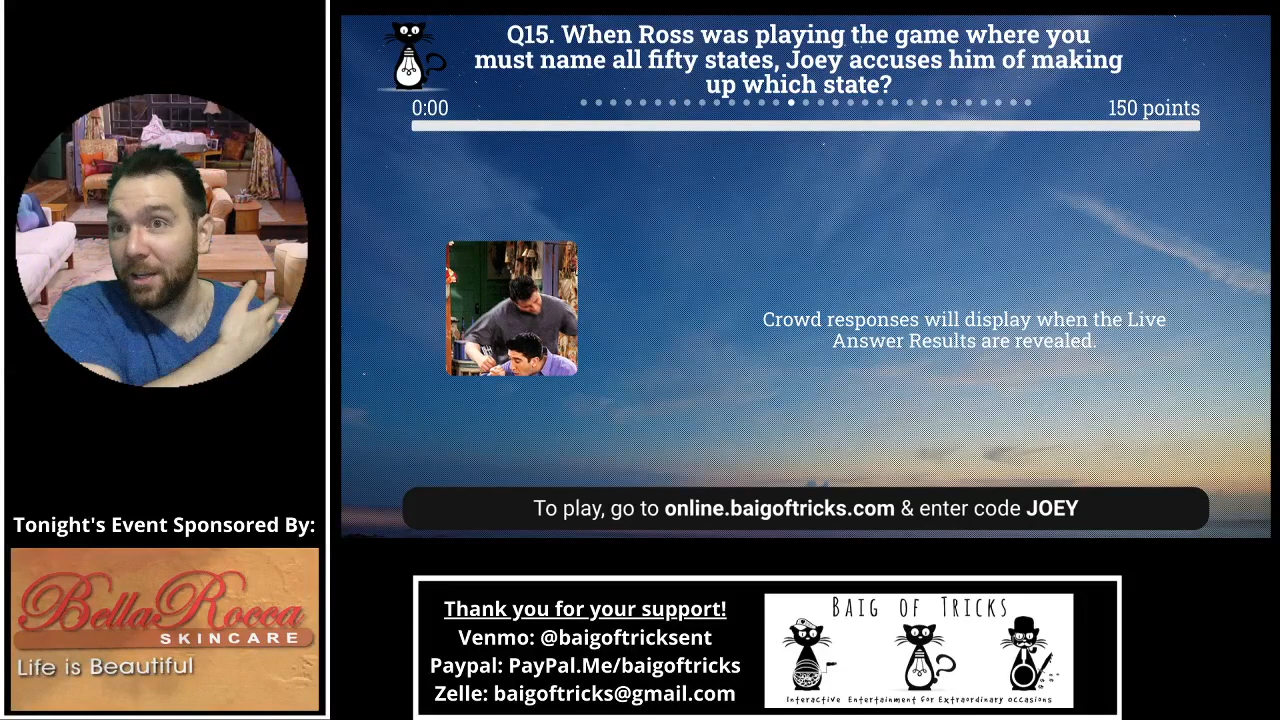 Q15. When Ross was playing the game where you
must name all fifty states, Joey accuses him of making
up which state?
0:00
150 points
Crowd responses will display when the Live
Answer Results are revealed.
To play, go to online.baigoftricks.com & enter code JOEY
Tonight's Event Sponsored By:
BellaRocca
SKINCARE
Life is Beautiful
Thank you for your support!
Venmo: @baigoftricksent
Paypal: PayPal.Me/baigoftricks
Zelle: baigoftricks@gmail.com
BAIG OF TRICKS
Interactive Entertainment for Extraordinary occasions